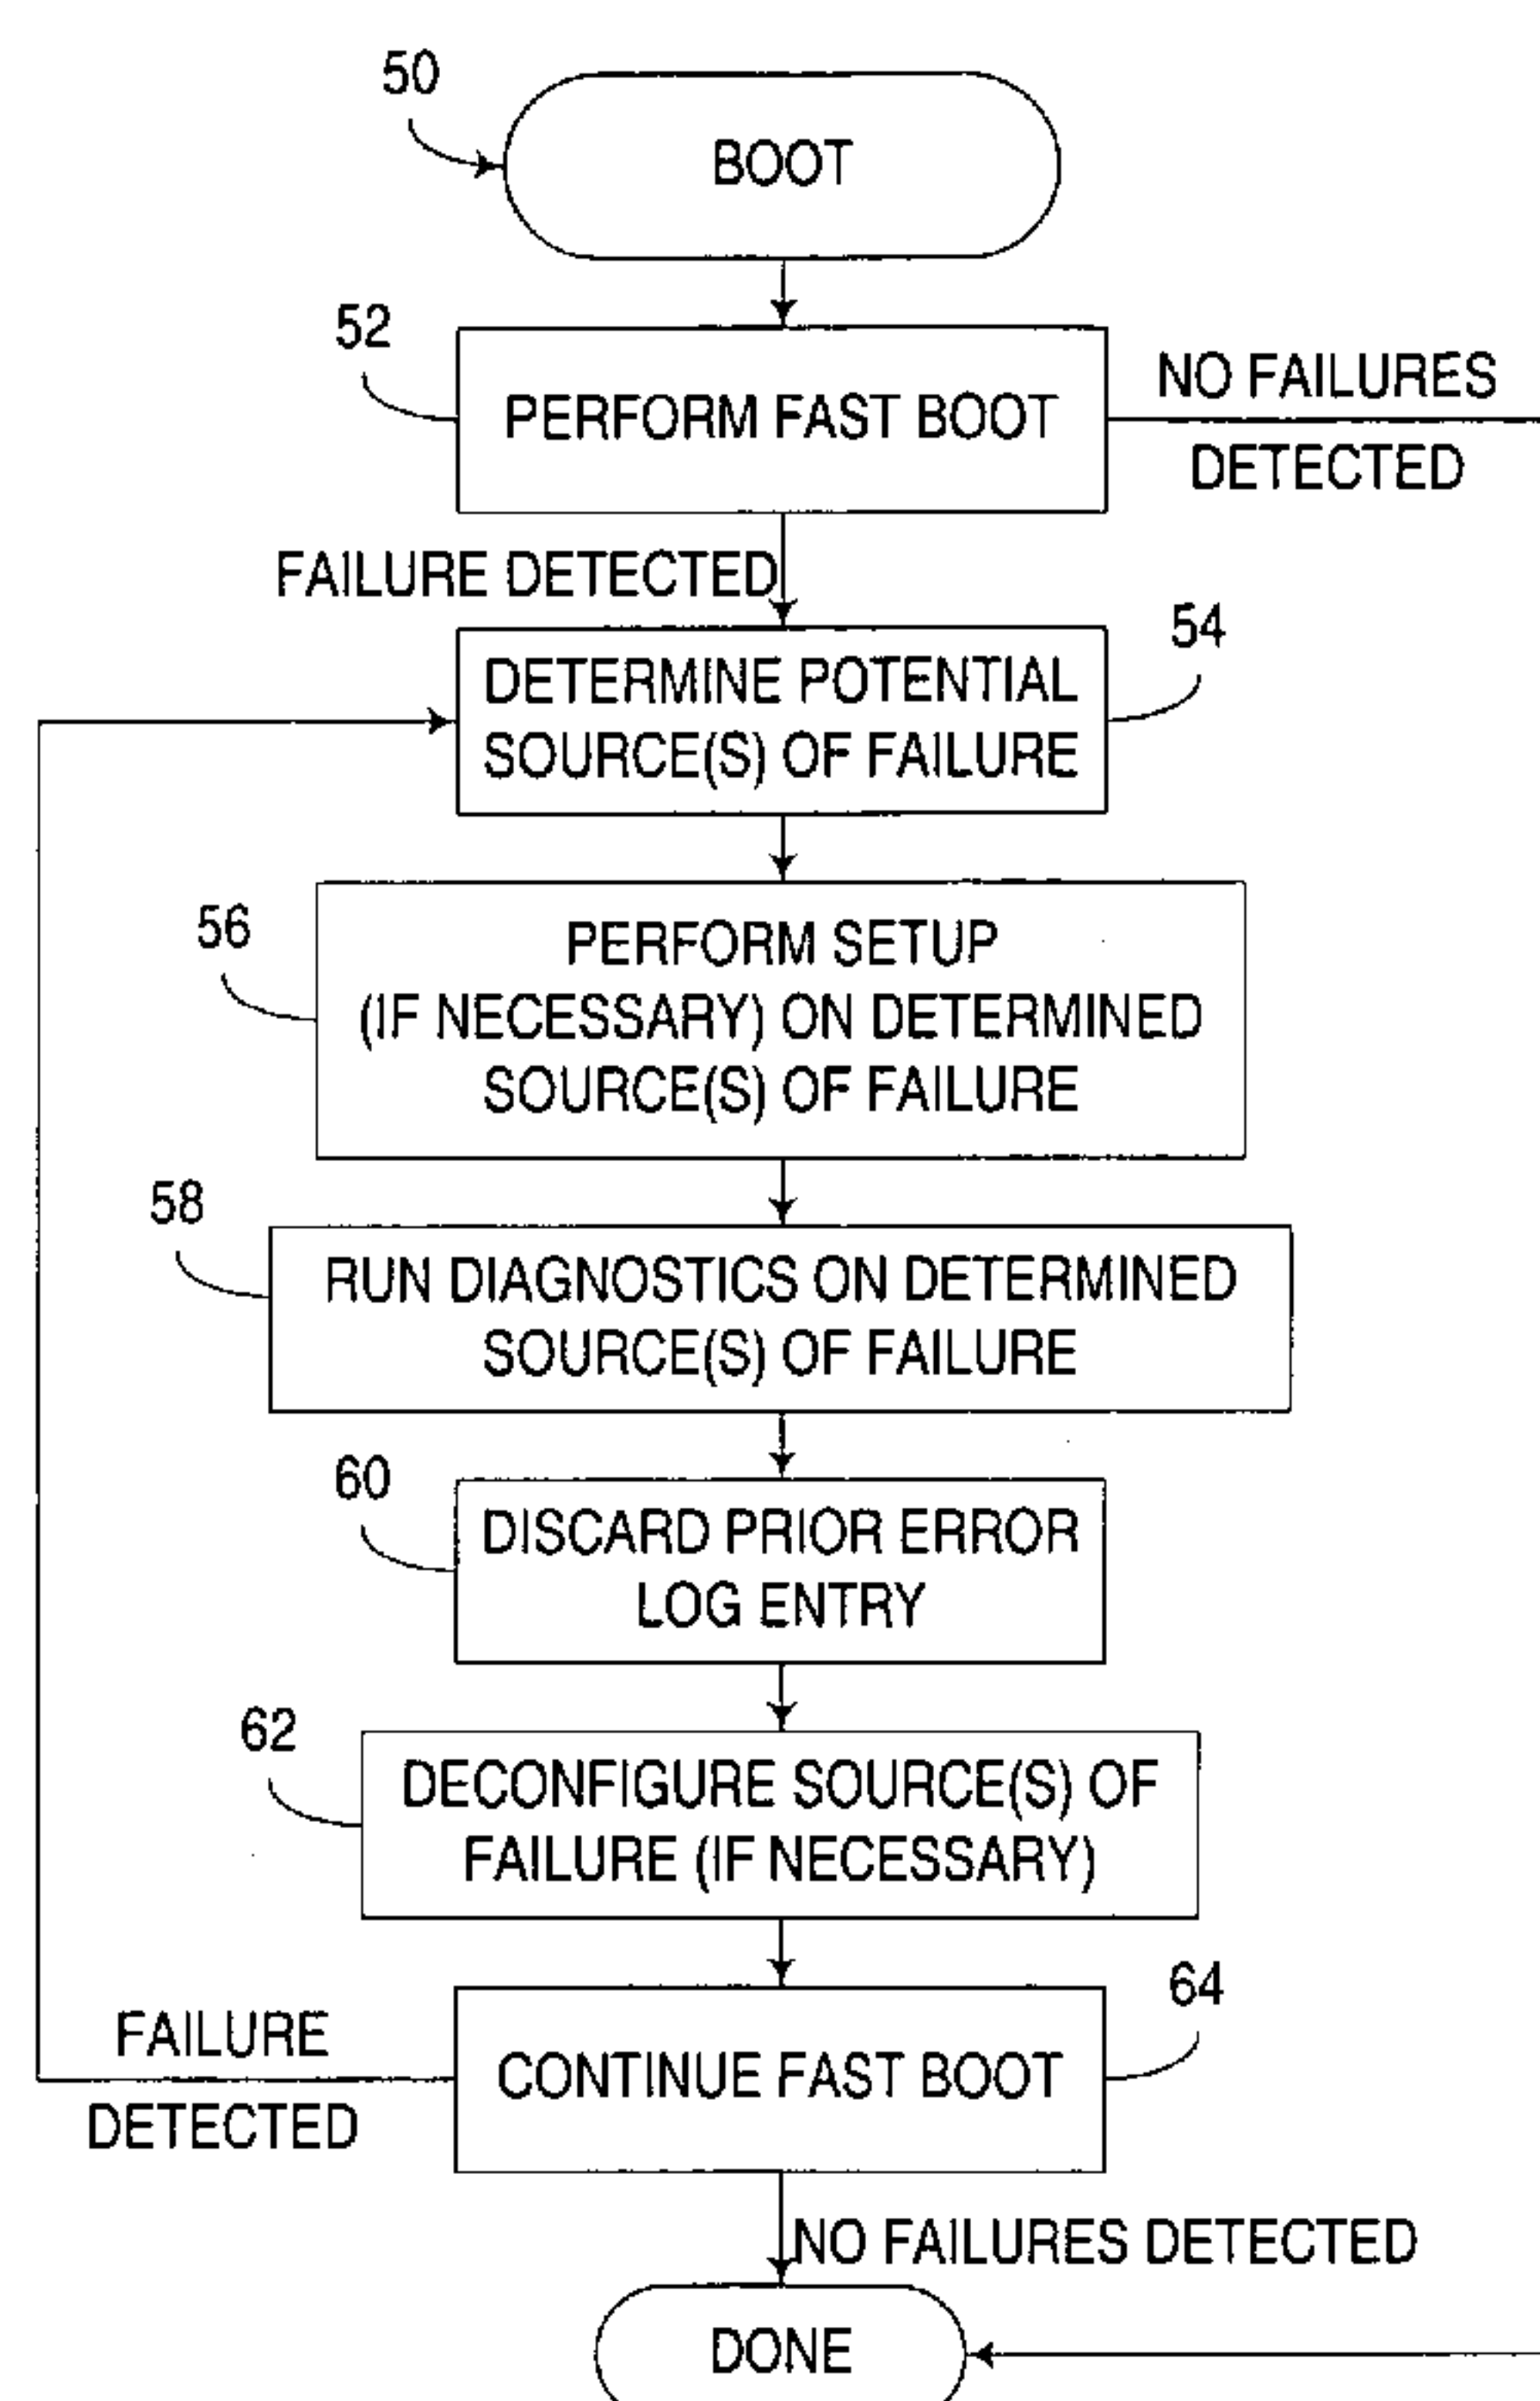 50
BOOT
52
PERFORM FAST BOOT
NO FAILURES
DETECTED
FAILURE DETECTED
54
DETERMINE POTENTIAL
SOURCE(S) OF FAILURE
56
PERFORM SETUP
(IF NECESSARY) ON DETERMINED
SOURCE(S) OF FAILURE
58
RUN DIAGNOSTICS ON DETERMINED
SOURCE(S) OF FAILURE
60
DISCARD PRIOR ERROR
LOG ENTRY
62
DECONFIGURE SOURCE(S) OF
FAILURE (IF NECESSARY)
64
FAILURE
DETECTED
CONTINUE FAST BOOT
NO FAILURES DETECTED
DONE